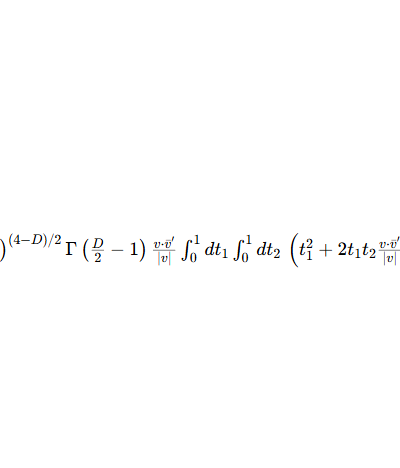 )^{(4−D)/2} Γ (D/2 − 1) v·v̄′/|v| ∫_0^1 dt_1 ∫_0^1 dt_2 (t_1^2 + 2t_1t_2 v·v̄′/|v|